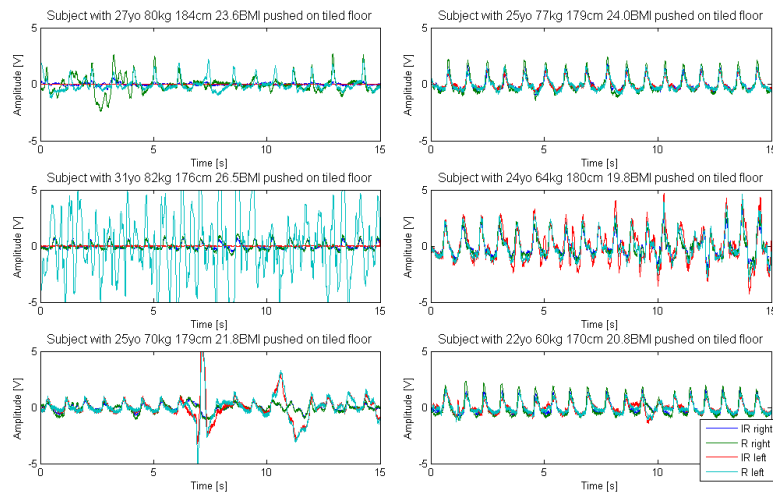 Subject with 27yo 80kg 184cm 23.6BMI pushed on tiled floor
Subject with 25yo 77kg 179cm 24.0BMI pushed on tiled floor
5
0
-5
Amplitude [V]
0 5 10 15
Time [s]
5
0
-5
Amplitude [V]
0 5 10 15
Time [s]
Subject with 31yo 82kg 176cm 26.5BMI pushed on tiled floor
Subject with 24yo 64kg 180cm 19.8BMI pushed on tiled floor
5
0
-5
Amplitude [V]
0 5 10 15
Time [s]
5
0
-5
Amplitude [V]
0 5 10 15
Time [s]
Subject with 25yo 70kg 179cm 21.8BMI pushed on tiled floor
Subject with 22yo 60kg 170cm 20.8BMI pushed on tiled floor
5
0
-5
Amplitude [V]
0 5 10 15
Time [s]
5
0
-5
Amplitude [V]
0 5 10
Time [s]
IR right
R right
IR left
R left